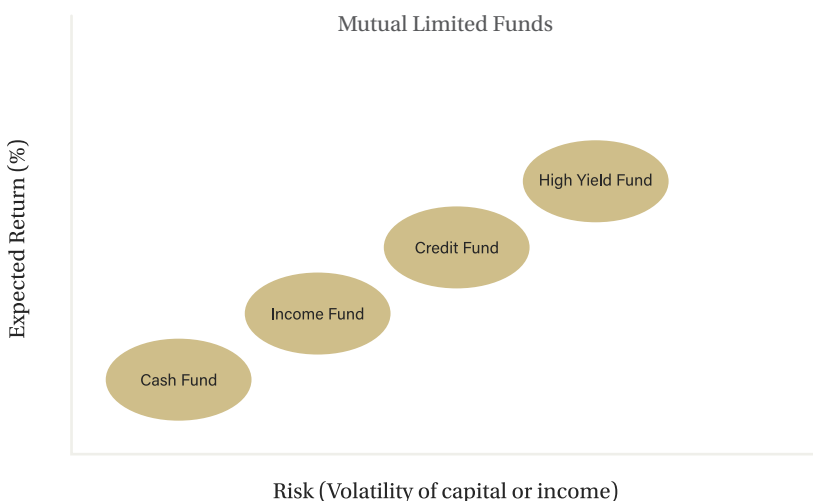 Mutual Limited Funds
Expected Return (%)
High Yield Fund
Credit Fund
Income Fund
Cash Fund
Risk (Volatility of capital or income)